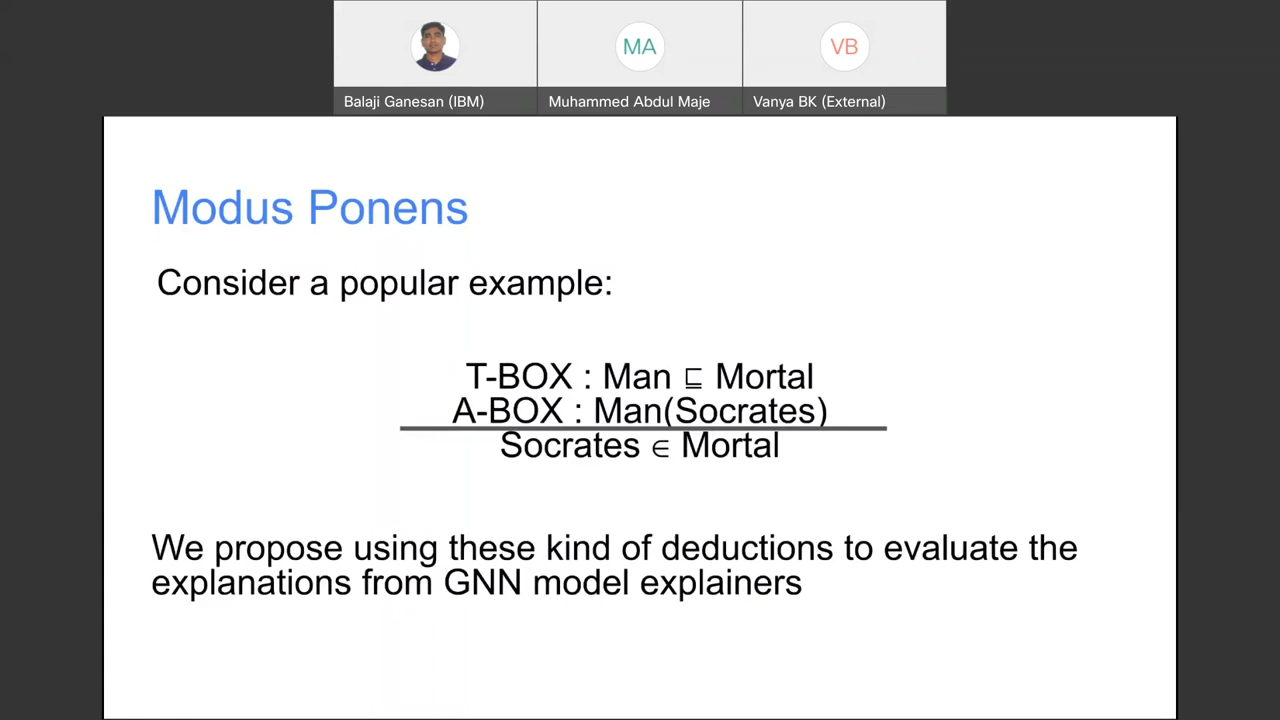 MA
VB
Balaji Ganesan (IBM)
Muhammed Abdul Maje
Vanya BK (External)
Modus Ponens
Consider a popular example:
T-BOX : Man ⊑ Mortal
A-BOX : Man(Socrates)
Socrates ∈ Mortal
We propose using these kind of deductions to evaluate the
explanations from GNN model explainers